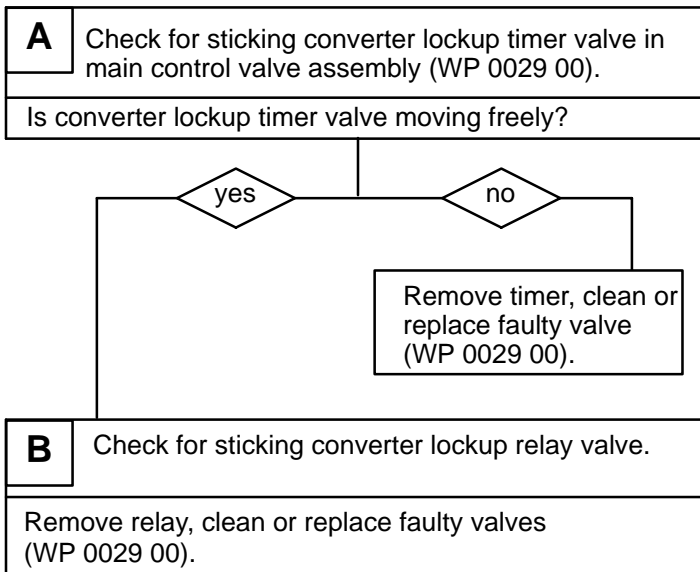 A
Check for sticking converter lockup timer valve in
main control valve assembly (WP 0029 00).
Is converter lockup timer valve moving freely?
yes
no
Remove timer, clean or
replace faulty valve
(WP 0029 00).
B
Check for sticking converter lockup relay valve.
Remove relay, clean or replace faulty valves
(WP 0029 00).